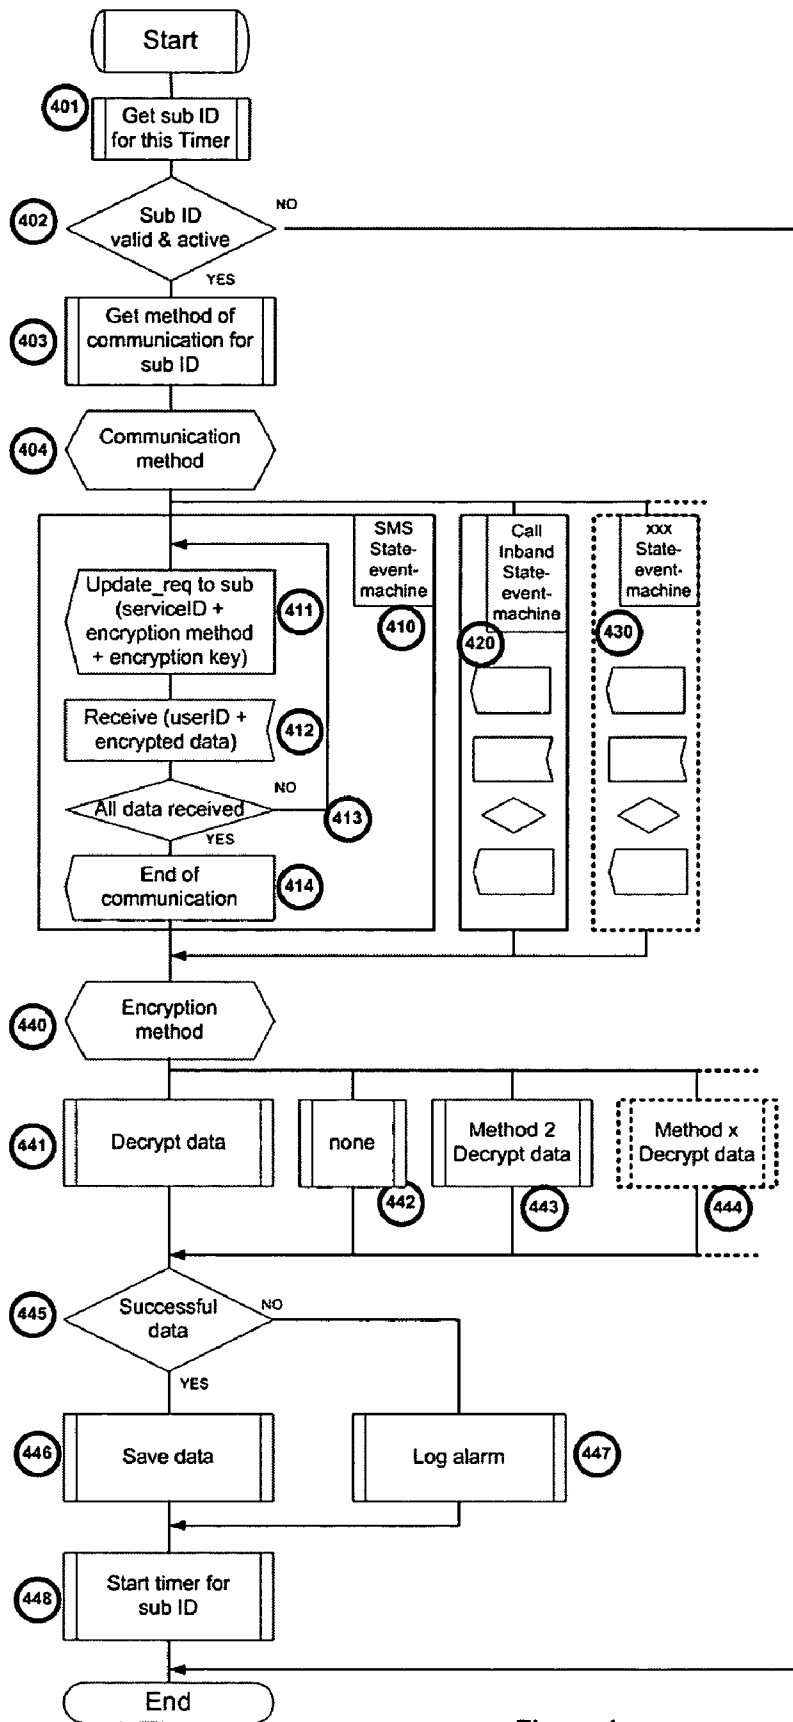 Start
401
Get sub ID
for this Timer
402
Sub ID
valid & active
NO
YES
403
Get method of
communication for
sub ID
404
Communication
method
SMS
State-
event-
machine
410
Call
Inband
State-
event-
machine
420
xxx
State-
event-
machine
430
Update_req to sub
(serviceID +
encryption method
+ encryption key)
411
Receive (userID +
encrypted data)
412
All data received
NO
413
YES
End of
communication
414
440
Encryption
method
441
Decrypt data
none
442
Method 2
Decrypt data
443
Method x
Decrypt data
444
445
Successful
data
NO
YES
446
Save data
Log alarm
447
448
Start timer for
sub ID
End